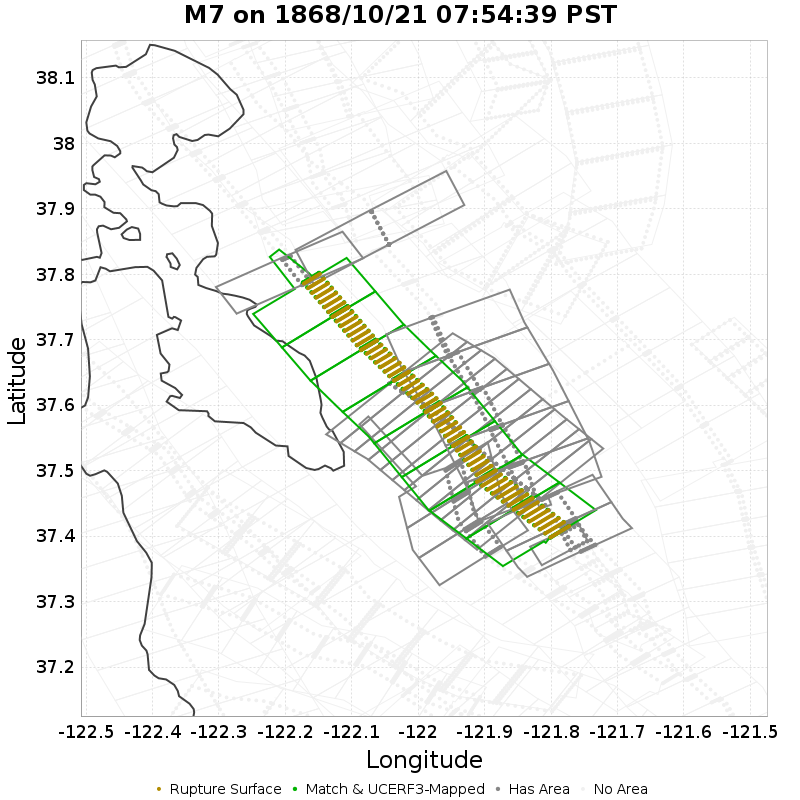 M7 on 1868/10/21 07:54:39 PST
38.1
38
37.9
37.8
37.7
37.6
37.5
37.4
37.3
37.2
Latitude
-122.5 -122.4 -122.3 -122.2 -122.1 -122 -121.9 -121.8 -121.7 -121.6 -121.5
Longitude
Rupture Surface Match & UCERF3-Mapped Has Area No Area